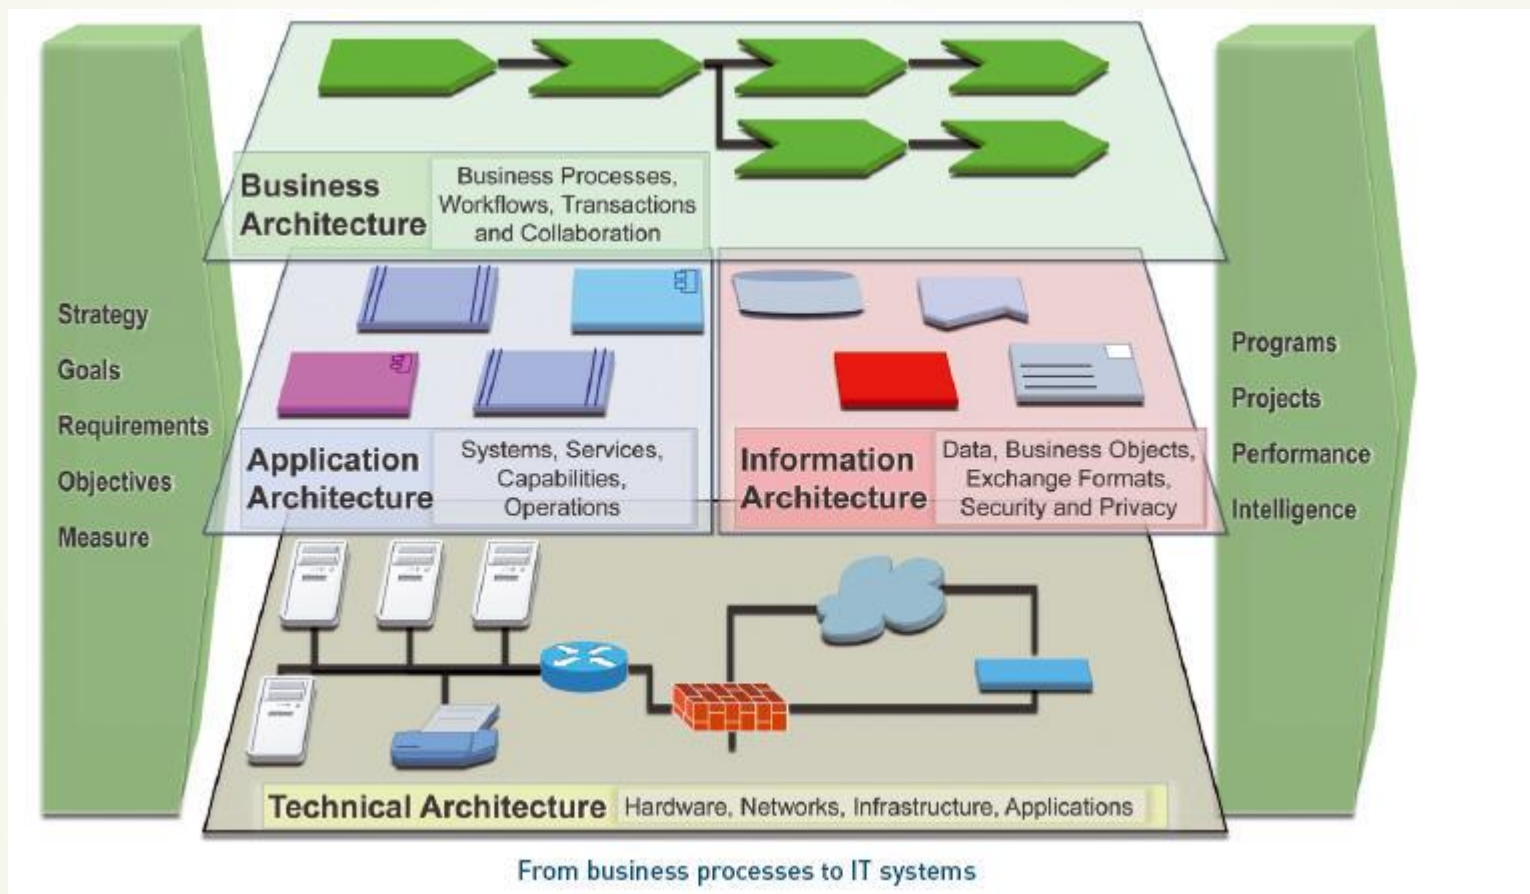 Business
Architecture
Business Processes,
Workflows, Transactions
and Collaboration
Strategy
Goals
Requirements
Objectives
Measure
Application
Architecture
Systems, Services,
Capabilities,
Operations
Information
Architecture
Data, Business Objects,
Exchange Formats,
Security and Privacy
Programs
Projects
Performance
Intelligence
Technical Architecture
Hardware, Networks, Infrastructure, Applications
From business processes to IT systems